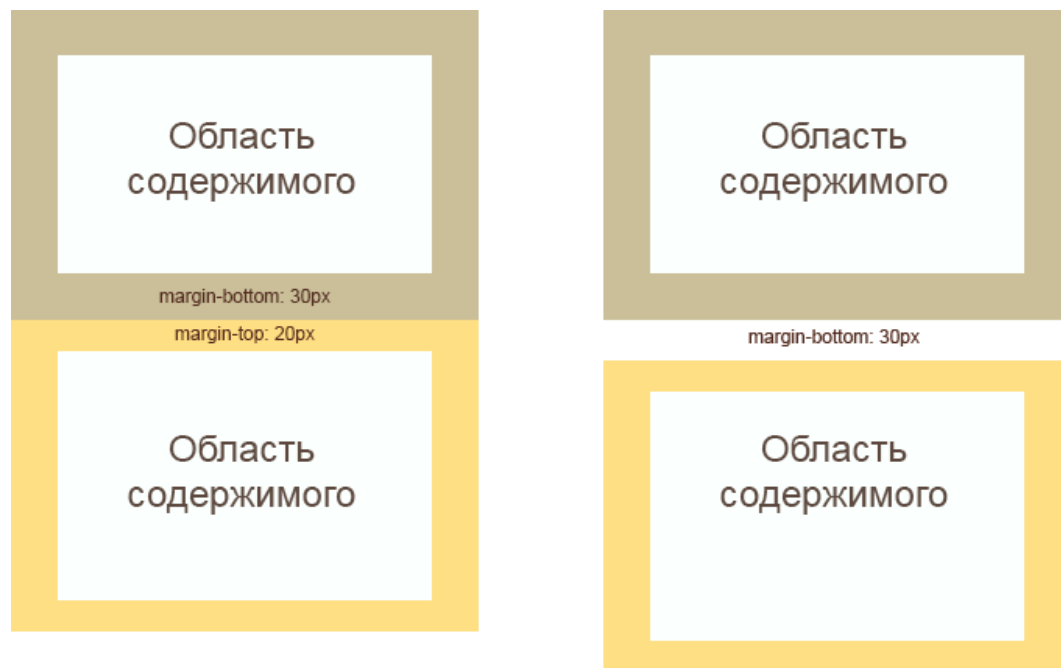 Область
содержимого
margin-bottom: 30px
margin-top: 20px
Область
содержимого
Область
содержимого
margin-bottom: 30px
Область
содержимого